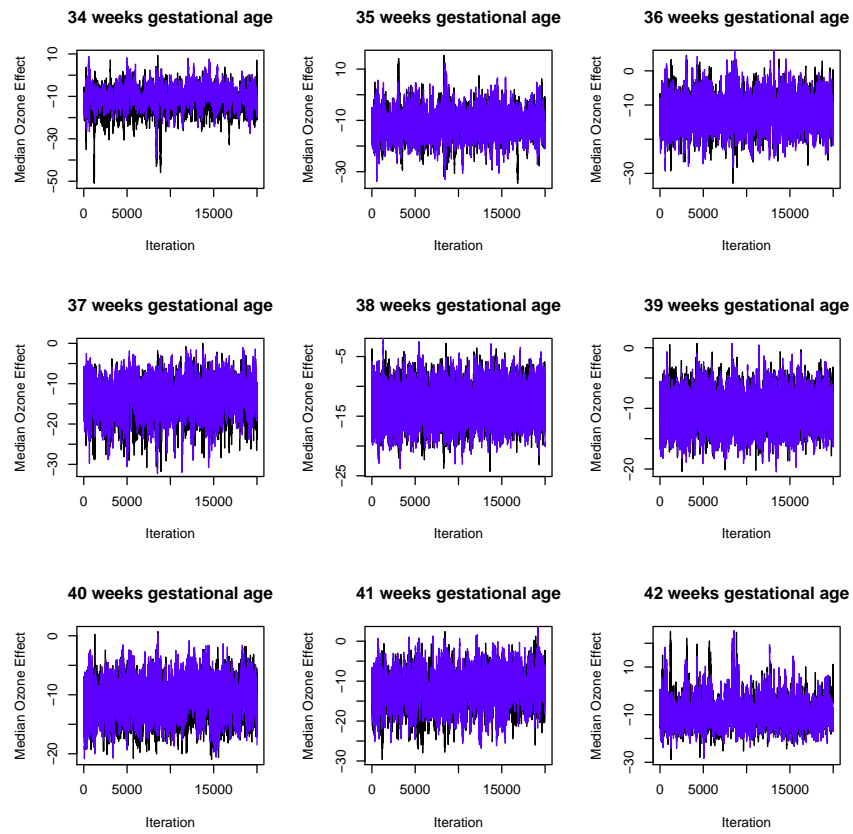 34 weeks gestational age
Median Ozone Effect
10
-10
-30
-50
0
5000
15000
Iteration
35 weeks gestational age
Median Ozone Effect
10
-10
-30
0
5000
15000
Iteration
36 weeks gestational age
Median Ozone Effect
0
-10
-30
0
5000
15000
Iteration
37 weeks gestational age
Median Ozone Effect
0
-10
-20
-30
0
5000
15000
Iteration
38 weeks gestational age
Median Ozone Effect
-5
-15
-25
0
5000
15000
Iteration
39 weeks gestational age
Median Ozone Effect
0
-10
-20
0
5000
15000
Iteration
40 weeks gestational age
Median Ozone Effect
0
-10
-20
0
5000
15000
Iteration
41 weeks gestational age
Median Ozone Effect
0
-10
-20
-30
0
5000
15000
Iteration
42 weeks gestational age
Median Ozone Effect
10
-10
-30
0
5000
15000
Iteration